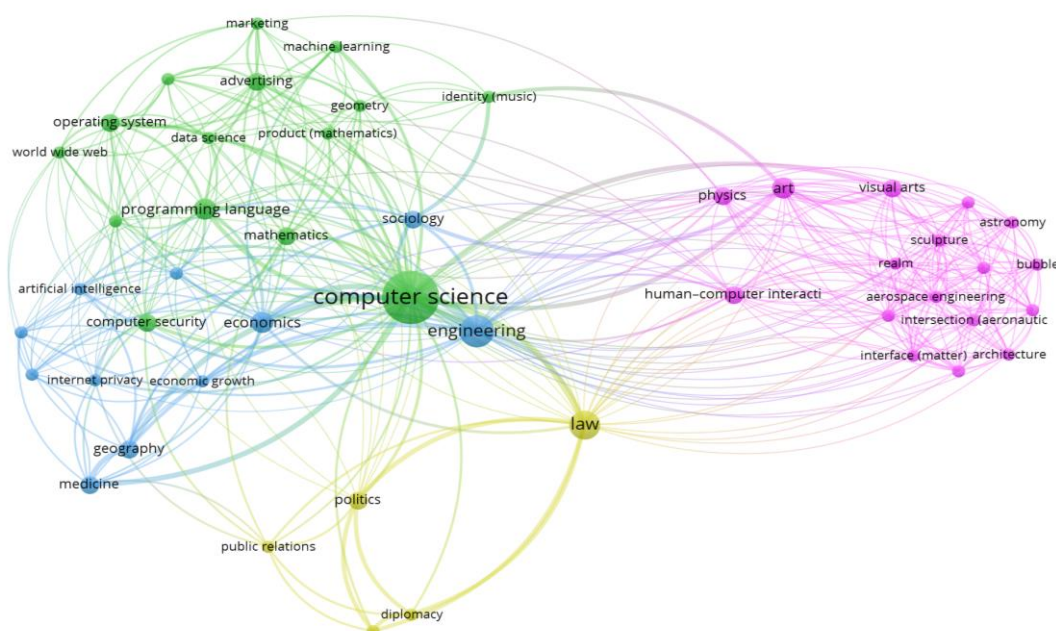 marketing
machine learning
advertising
identity (music)
geometry
operating system
data science
product (mathematics)
world wide web
programming language
sociology
mathematics
physics
art
visual arts
astronomy
sculpture
realm
bubble
artificial intelligence
computer science
human–computer interacti
aerospace engineering
computer security
economics
engineering
intersection (aeronautic
interface (matter)
architecture
internet privacy
economic growth
law
geography
medicine
politics
public relations
diplomacy